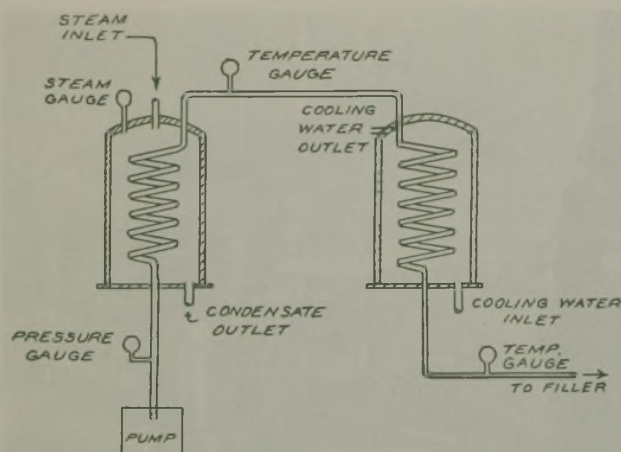 STEAM
INLET
TEMPERATURE
GAUGE
STEAM
GAUGE
COOLING
WATER
OUTLET
CONDENSATE
OUTLET
COOLING WATER
INLET
PRESSURE
GAUGE
TEMP.
GAUGE
TO FILLER
PUMP